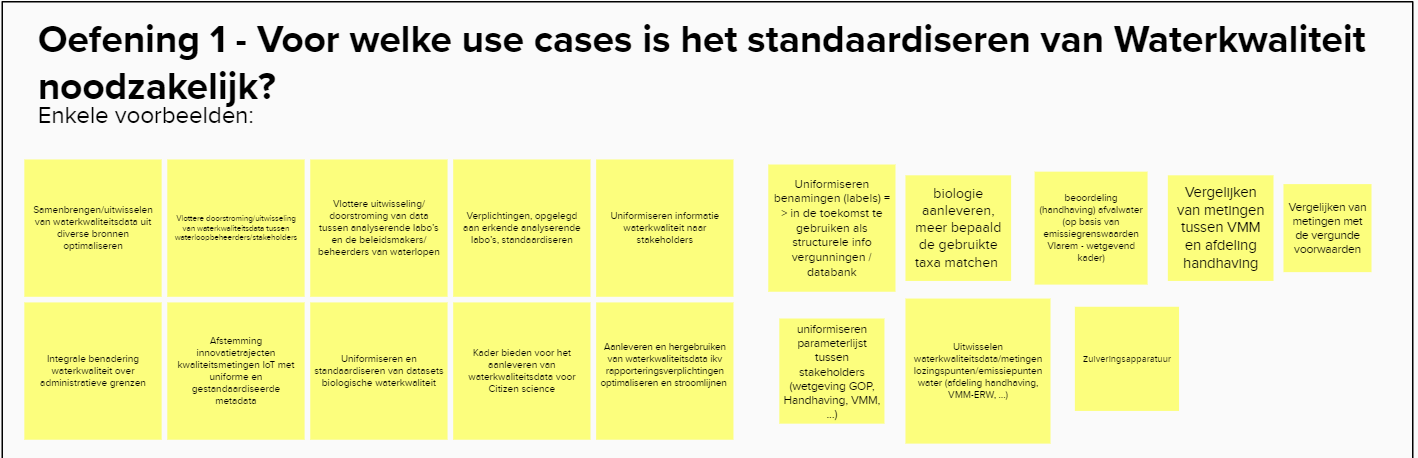 Oefening 1 - Voor welke use cases is het standaardiseren van Waterkwaliteit
noodzakelijk?
Enkele voorbeelden:
Samenbrengen/uitwisselen
van waterkwaliteitsdata uit
diverse bronnen
optimaliseren
Vlottere doorstroming/uitwisseling
van waterkwaliteitsdata tussen
waterloopbeheerders/stakeholders
Vlottere uitwisseling/
doorstroming van data
tussen analyserende labo's
en de beleidsmakers/
beheerders van waterlopen
Verplichtingen, opgelegd
aan erkende analyserende
labo's, standaardiseren
Uniformiseren informatie
waterkwaliteit naar
stakeholders
Uniformiseren
benamingen (labels) =
> in de toekomst te
gebruiken als
structurele info
vergunningen /
databank
biologie
aanleveren,
meer bepaald
de gebruikte
taxa matchen
beoordeling
(handhaving) afvalwater
(op basis van
emissiegrenswaarden
Vlarem - wetgevend
kader)
Vergelijken
van metingen
tussen VMM
en afdeling
handhaving
Vergelijken van
metingen met
de vergunde
voorwaarden
Integrale benadering
waterkwaliteit over
administratieve grenzen
Afstemming
innovatietrajecten
kwaliteitsmetingen IoT met
uniforme en
gestandaardiseerde
metadata
Uniformiseren en
standaardiseren van datasets
biologische waterkwaliteit
Kader bieden voor het
aanleveren van
waterkwaliteitsdata voor
Citizen science
Aanleveren en hergebruiken
van waterkwaliteitsdata ikv
rapporteringsverplichtingen
optimaliseren en stroomlijnen
uniformiseren
parameterlijst
tussen
stakeholders
(wetgeving GOP,
Handhaving, VMM,
...)
Uitwisselen
waterkwaliteitsdata/metingen
lozingspunten/emissiepunten
water (afdeling handhaving,
VMM-ERW, ...)
Zuiveringsapparatuur